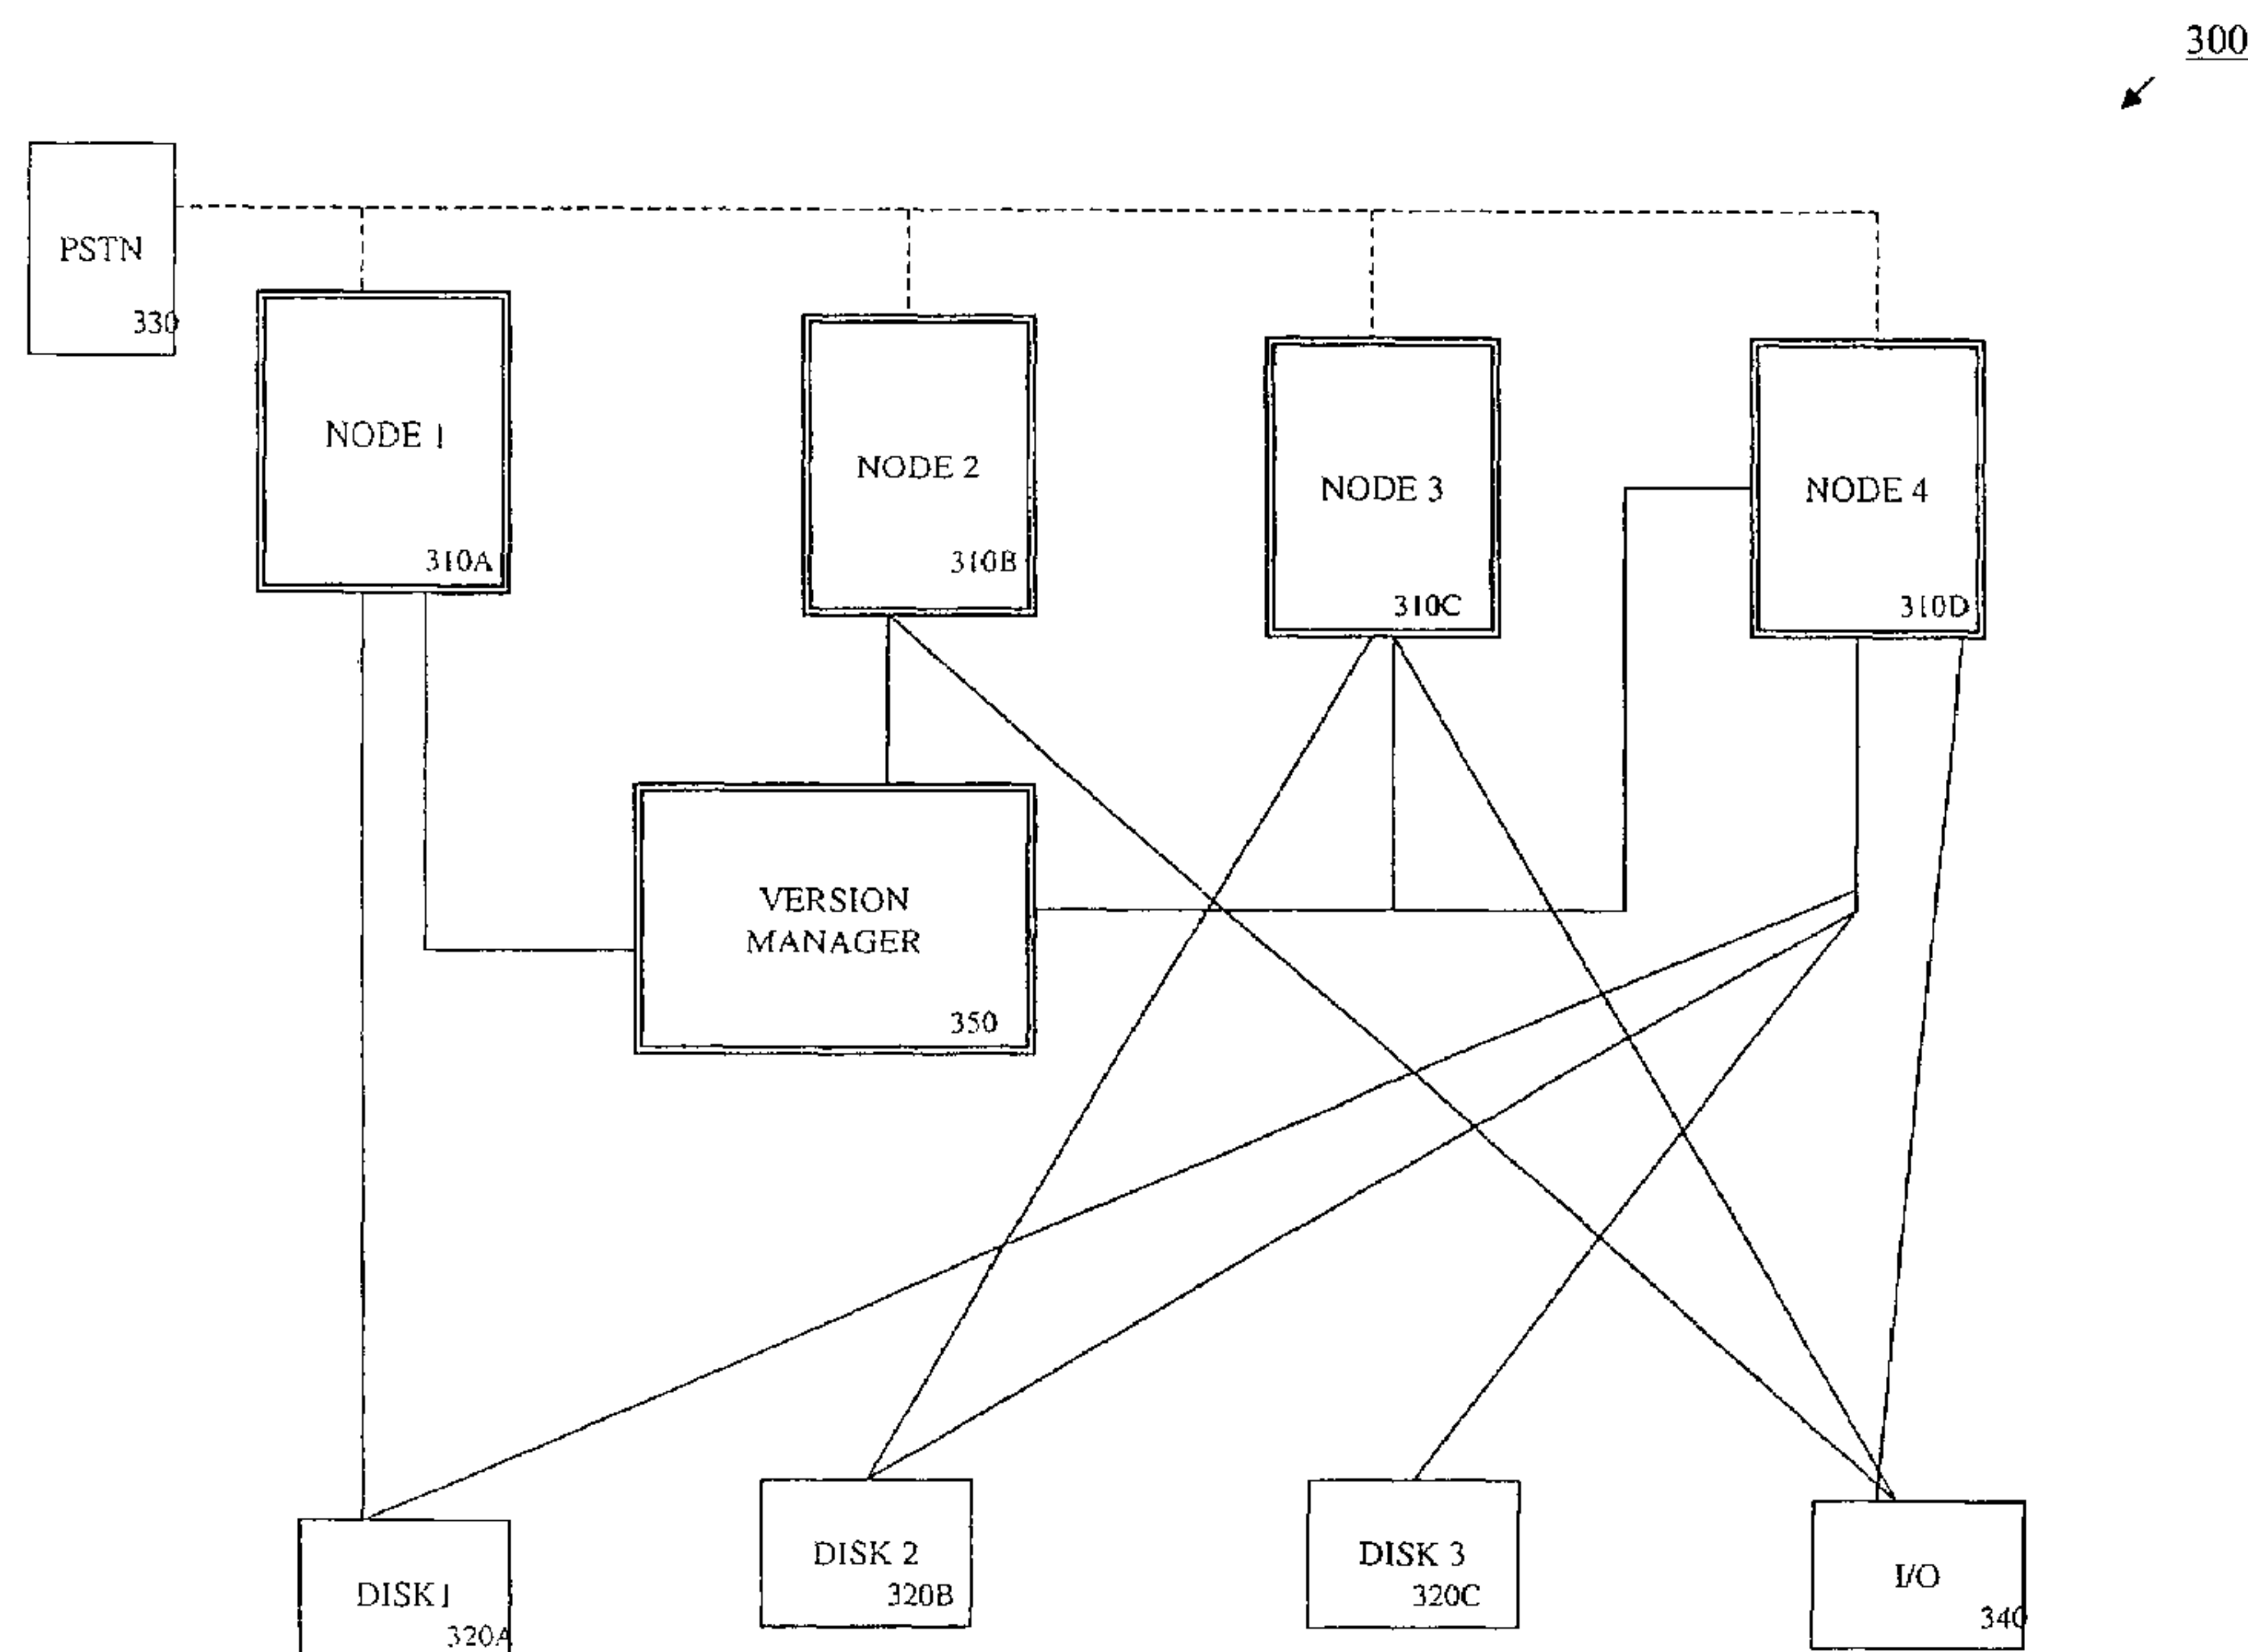 300
PSTN
330
NODE 1
310A
NODE 2
310B
NODE 3
310C
NODE 4
310D
VERSION
MANAGER
350
DISK 1
320A
DISK 2
320B
DISK 3
320C
I/O
340